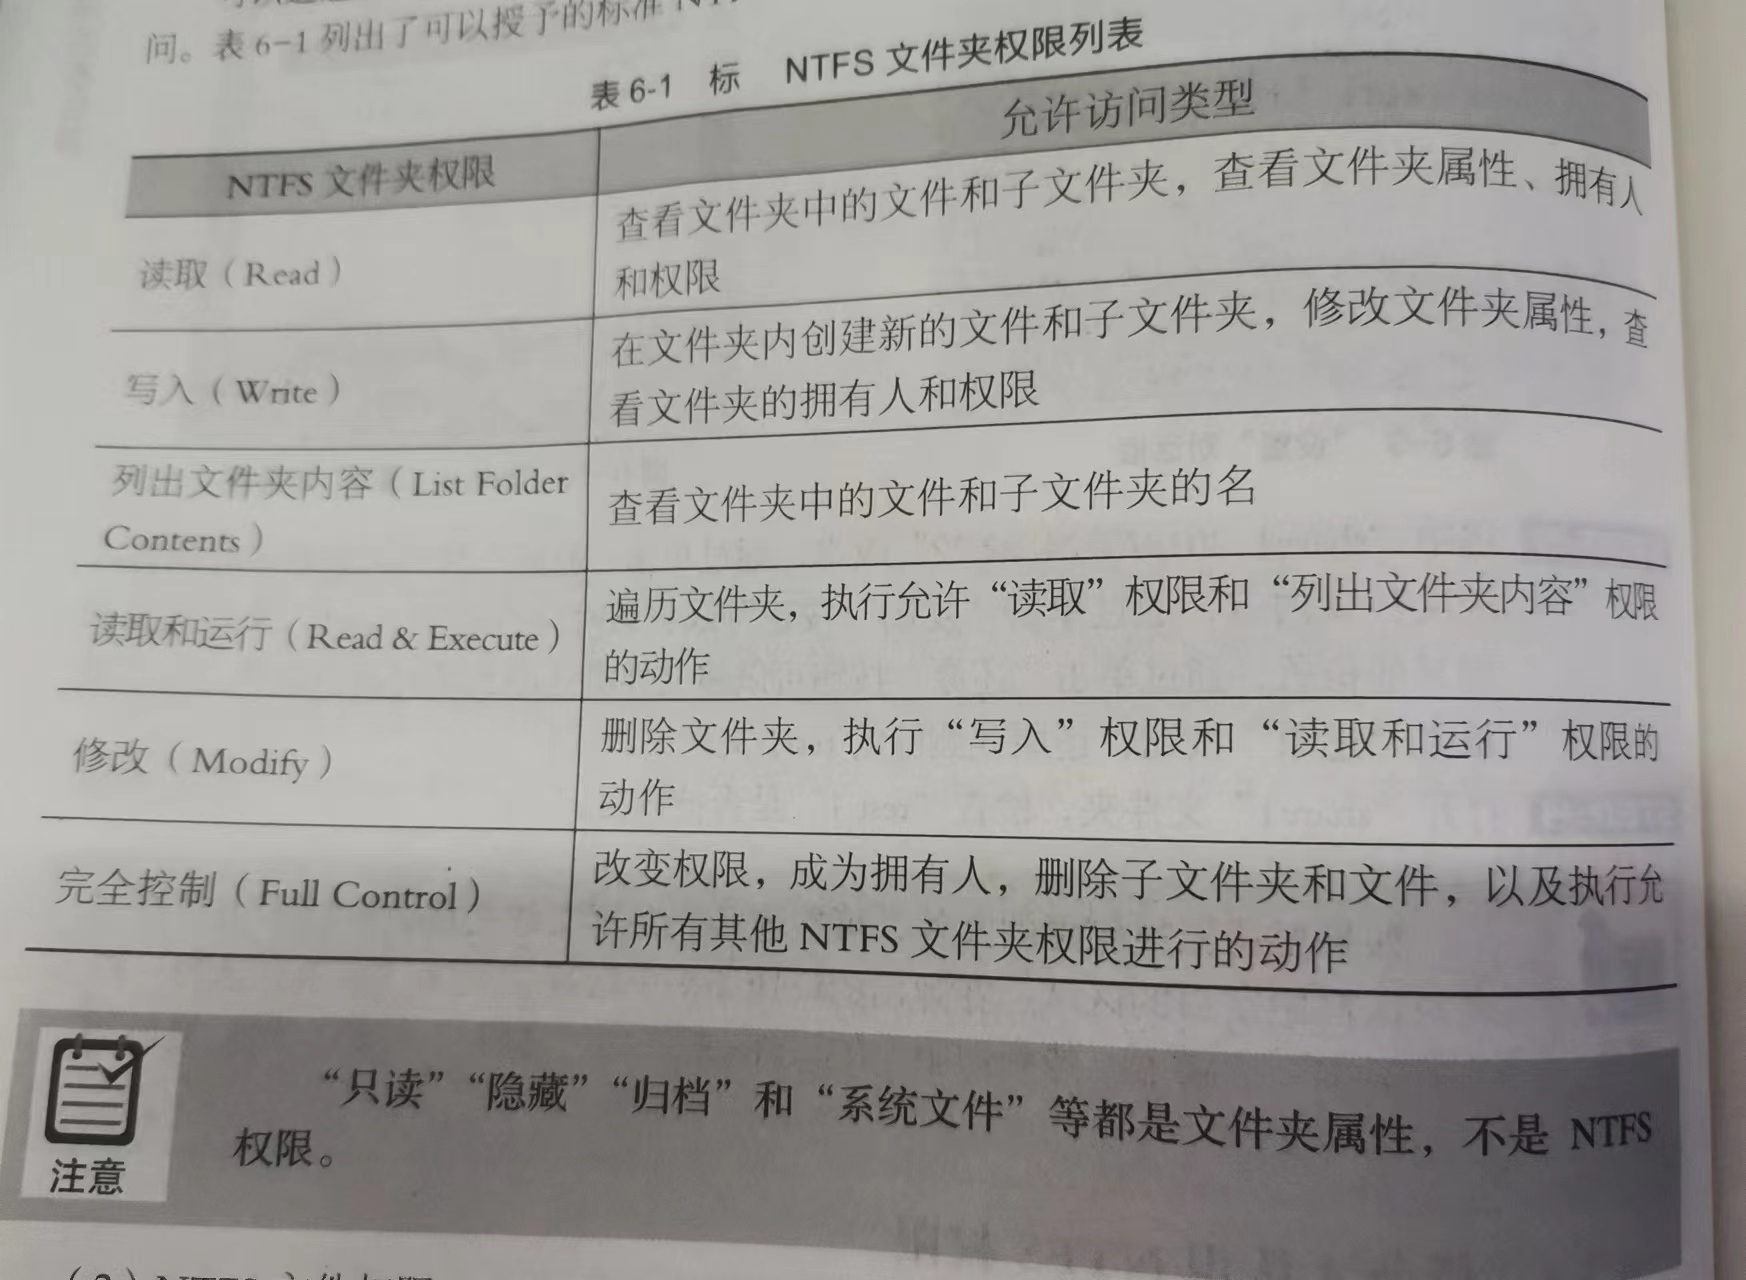 问。表 6-1 列出了可以授予的标准
表 6-1 标 NTFS 文件夹权限列表
NTFS 文件夹权限
允许访问类型
读取（Read）
查看文件夹中的文件和子文件夹，查看文件夹属性、拥有人
和权限
写入（Write）
在文件夹内创建新的文件和子文件夹，修改文件夹属性，查
看文件夹的拥有人和权限
列出文件夹内容（List Folder
Contents）
查看文件夹中的文件和子文件夹的名
读取和运行（Read & Execute）
遍历文件夹，执行允许“读取”权限和“列出文件夹内容”权限
的动作
修改（Modify）
删除文件夹，执行“写入”权限和“读取和运行”权限的
动作
完全控制（Full Control）
改变权限，成为拥有人，删除子文件夹和文件，以及执行允
许所有其他 NTFS 文件夹权限进行的动作
注意
“只读”“隐藏”“归档”和“系统文件”等都是文件夹属性，不是 NTFS
权限。